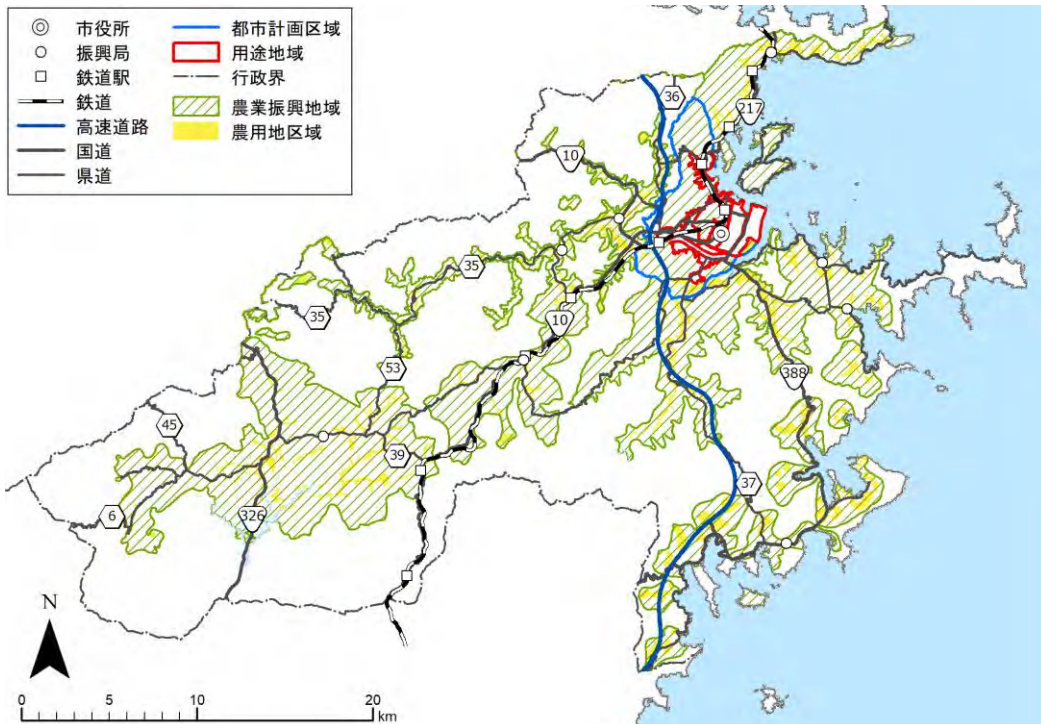 市役所
振興局
鉄道駅
鉄道
高速道路
国道
県道
都市計画区域
用途地域
行政界
農業振興地域
農用地区域
36
217
10
35
35
10
53
388
45
39
37
6
326
N
0 5 10 20
km